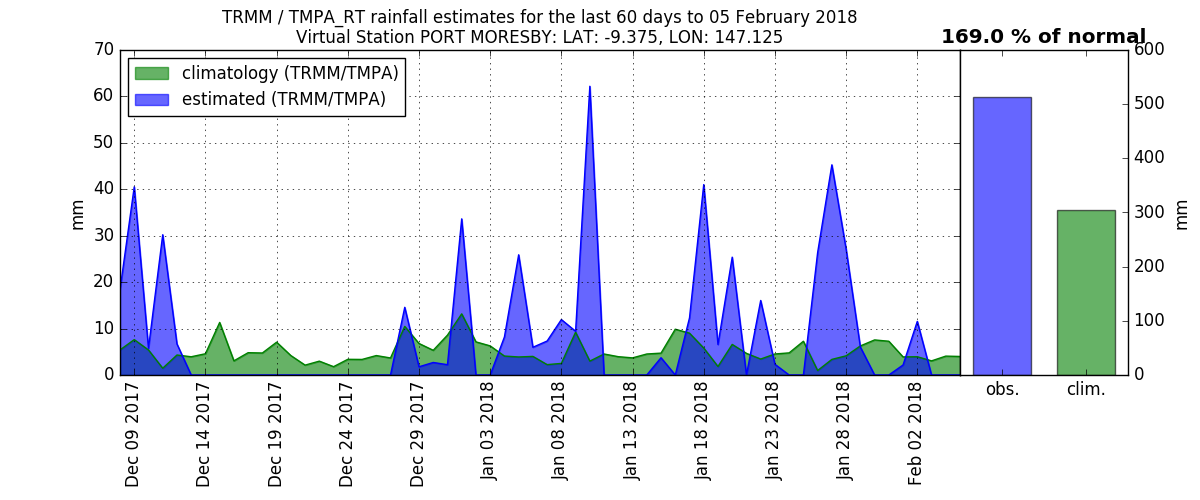 TRMM / TMPA_RT rainfall estimates for the last 60 days to 05 February 2018
Virtual Station PORT MORESBY: LAT: -9.375, LON: 147.125
169.0 % of normal
climatology (TRMM/TMPA)
estimated (TRMM/TMPA)
70
60
50
40
30
20
10
0
mm
Dec 09 2017
Dec 14 2017
Dec 19 2017
Dec 24 2017
Dec 29 2017
Jan 03 2018
Jan 08 2018
Jan 13 2018
Jan 18 2018
Jan 23 2018
Jan 28 2018
Feb 02 2018
obs.
clim.
600
500
400
300
200
100
0
mm